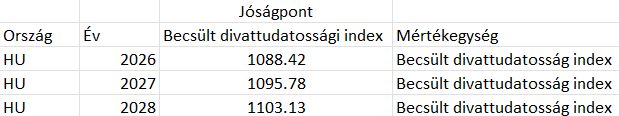 Jóságpont
Ország Év Becsült divattudatossági index Mértékegység
HU 2026 1088.42 Becsült divattudatosság index
HU 2027 1095.78 Becsült divattudatosság index
HU 2028 1103.13 Becsült divattudatosság index